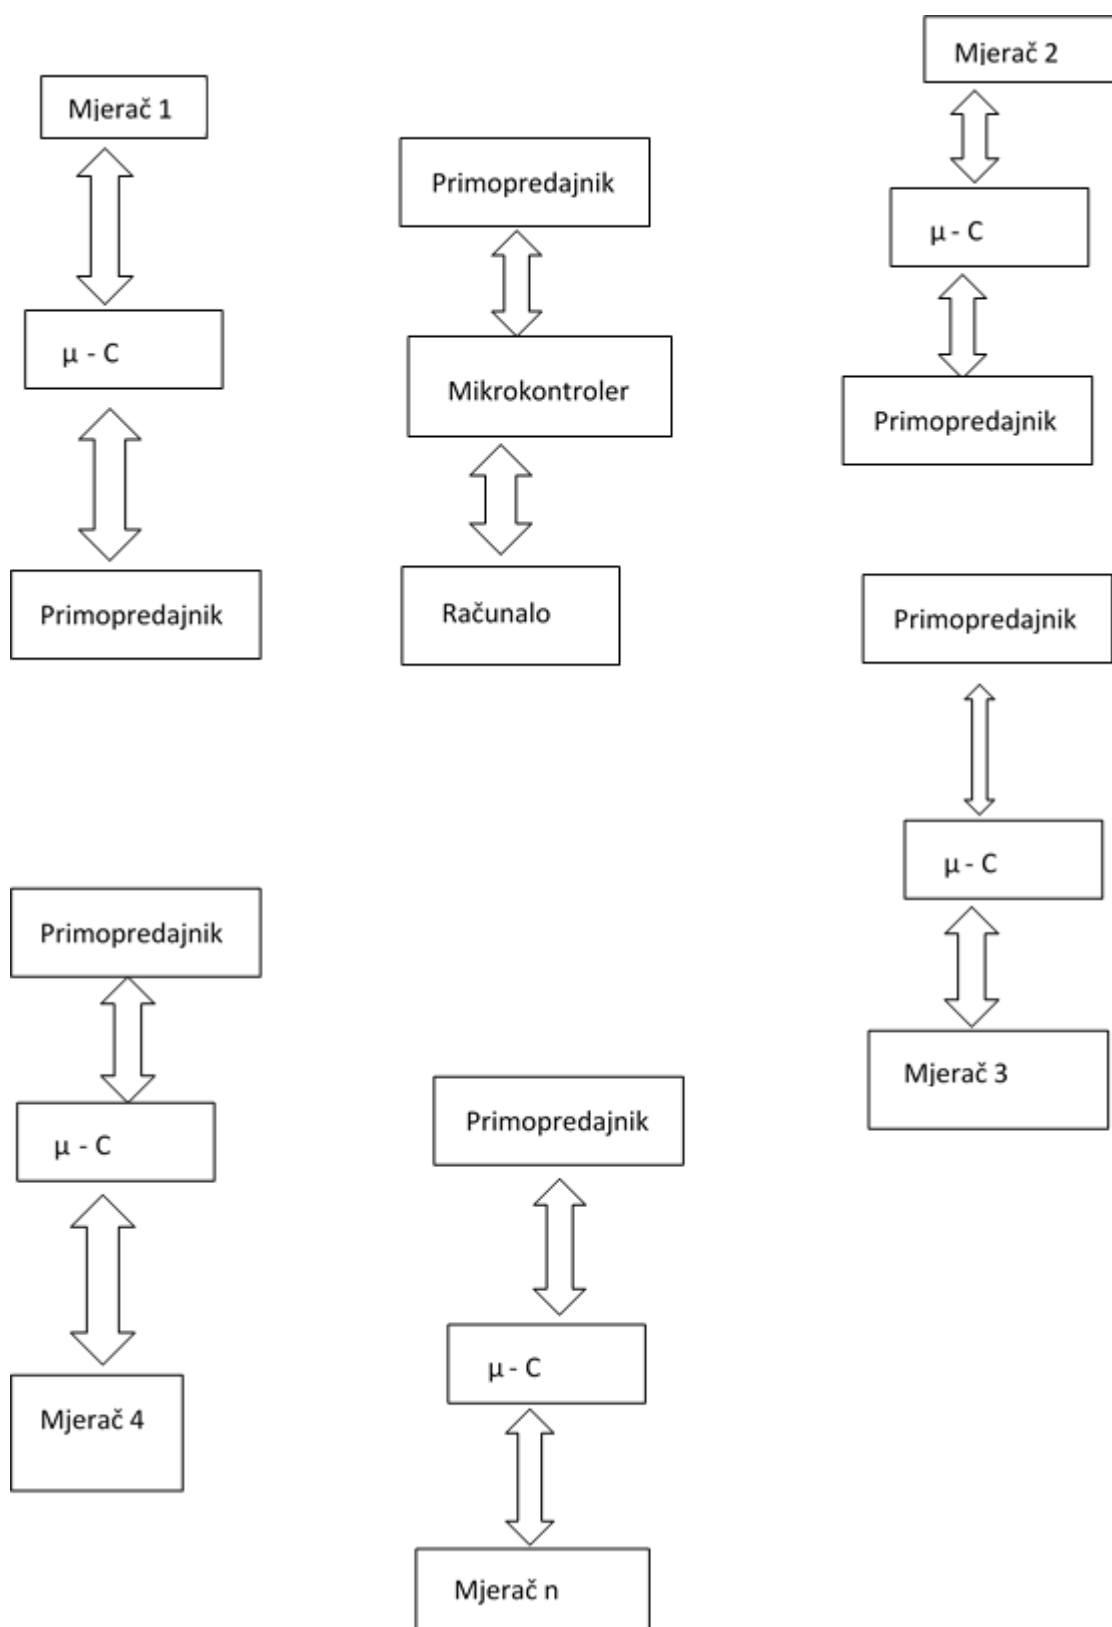 Mjerač 1
μ - C
Primopredajnik
Primopredajnik
Mikrokontroler
Računalo
Mjerač 2
μ - C
Primopredajnik
Primopredajnik
μ - C
Mjerač 3
Primopredajnik
μ - C
Mjerač 4
Primopredajnik
μ - C
Mjerač n